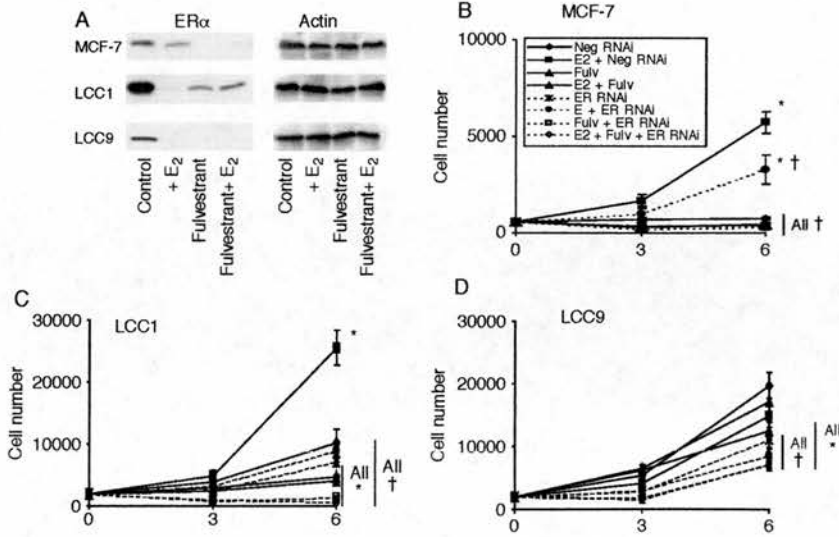 A
ERα
Actin
MCF-7
LCC1
LCC9
Control
+ E2
Fulvestrant
Fulvestrant+ E2
Control
+ E2
Fulvestrant
Fulvestrant+ E2
B
MCF-7
10000
5000
0
Cell number
Neg RNAi
E2 + Neg RNAi
Fulv
E2 + Fulv
ER RNAi
E + ER RNAi
Fulv + ER RNAi
E2 + Fulv + ER RNAi
*
* †
All †
0 3 6
C
LCC1
30000
20000
10000
0
Cell number
*
All
*
All
†
0 3 6
D
LCC9
30000
20000
10000
0
Cell number
All
†
All
*
0 3 6